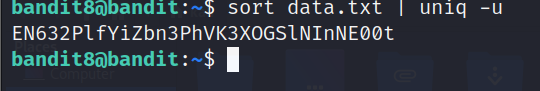 bandit8@bandit:~$ sort data.txt | uniq -u
EN632PlfYiZbn3PhVK3XOGSlNInNE00t
bandit8@bandit:~$